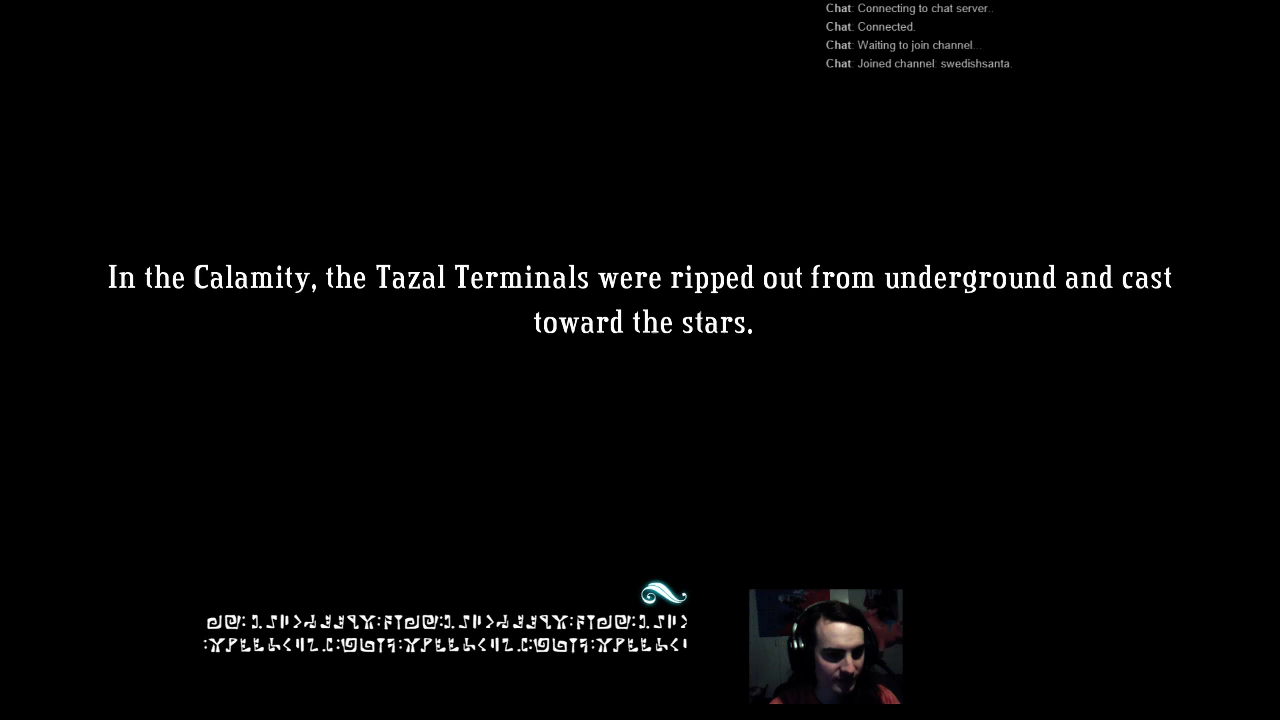 Chat: Connecting to chat server..
Chat: Connected.
Chat: Waiting to join channel...
Chat: Joined channel: swedishsanta.
In the Calamity, the Tazal Terminals were ripped out from underground and cast
toward the stars.